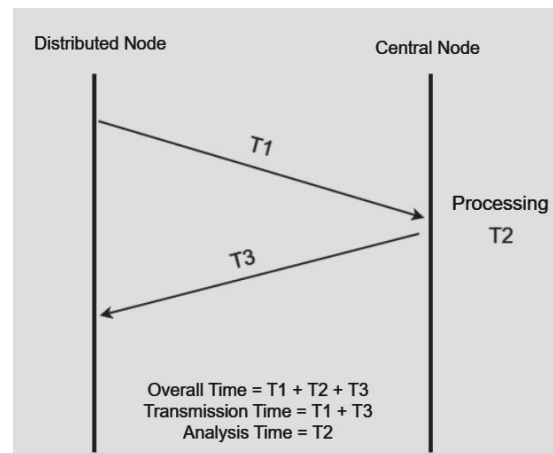 Distributed Node
Central Node
T1
Processing
T2
T3
Overall Time = T1 + T2 + T3
Transmission Time = T1 + T3
Analysis Time = T2